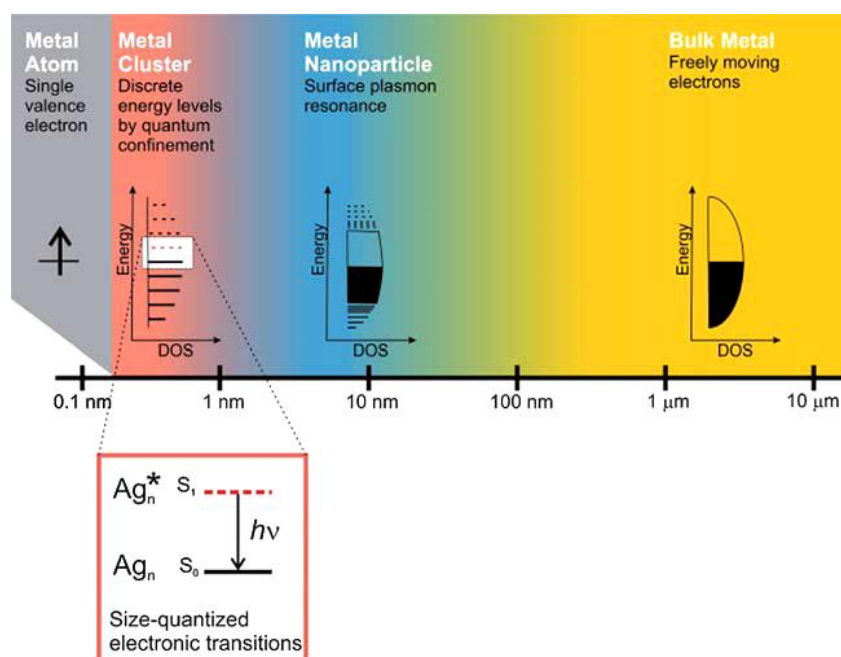 Metal
Atom
Single
valence
electron
Metal
Cluster
Discrete
energy levels
by quantum
confinement
Metal
Nanoparticle
Surface plasmon
resonance
Bulk Metal
Freely moving
electrons
Energy
DOS
Energy
DOS
Energy
DOS
0.1 nm
1 nm
10 nm
100 nm
1 μm
10 μm
Agₙ* S₁
hν
Agₙ S₀
Size-quantized
electronic transitions